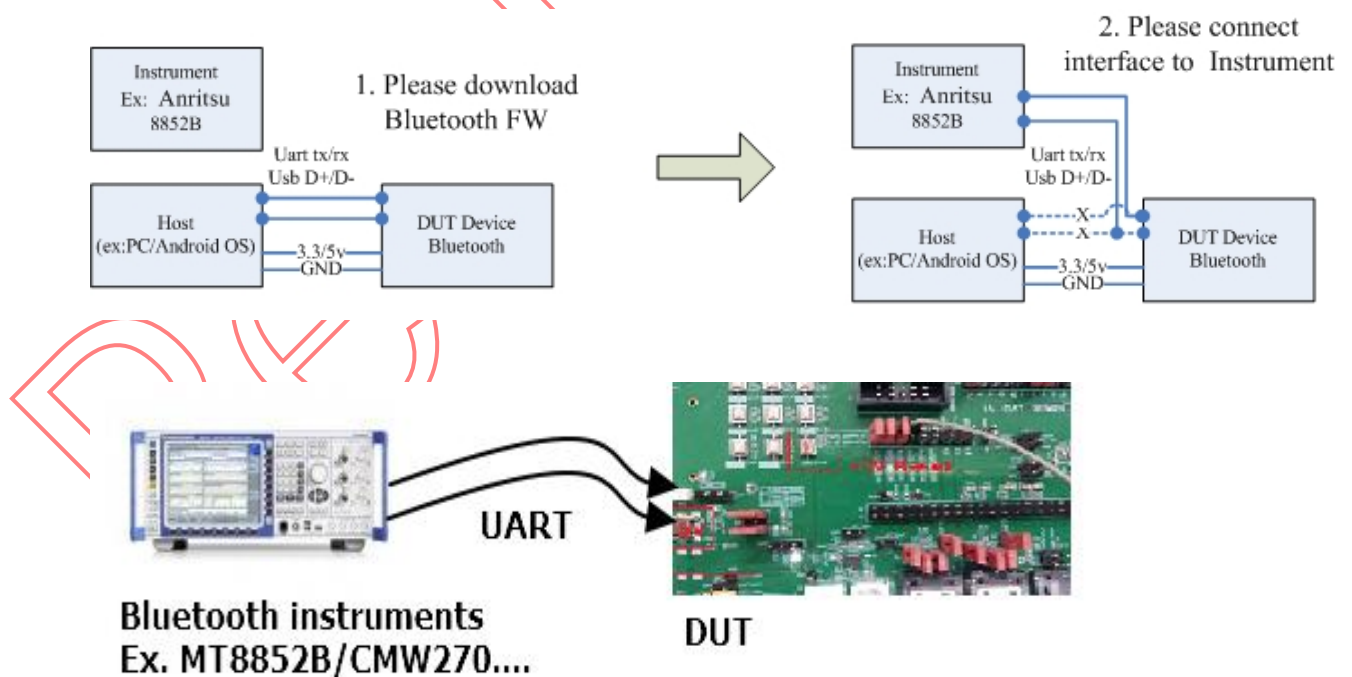 Instrument
Ex: Anritsu
8852B
1. Please download
Bluetooth FW
Uart tx/rx
Usb D+/D-
Host
(ex:PC/Android OS)
3.3/5v
GND
DUT Device
Bluetooth
2. Please connect
interface to Instrument
Instrument
Ex: Anritsu
8852B
Uart tx/rx
Usb D+/D-
X
X
Host
(ex:PC/Android OS)
3.3/5v
GND
DUT Device
Bluetooth
UART
Bluetooth instruments
Ex. MT8852B/CMW270....
DUT